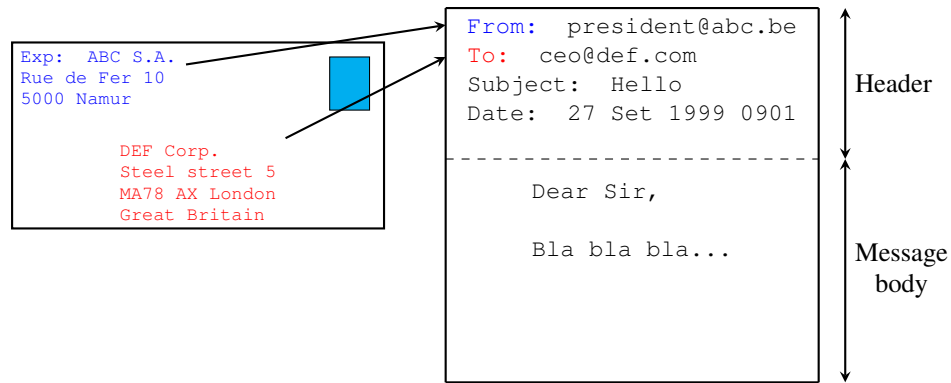 Exp: ABC S.A.
Rue de Fer 10
5000 Namur
DEF Corp.
Steel street 5
MA78 AX London
Great Britain
From: president@abc.be
To: ceo@def.com
Subject: Hello
Date: 27 Set 1999 0901
Dear Sir,
Bla bla bla...
Header
Message
body